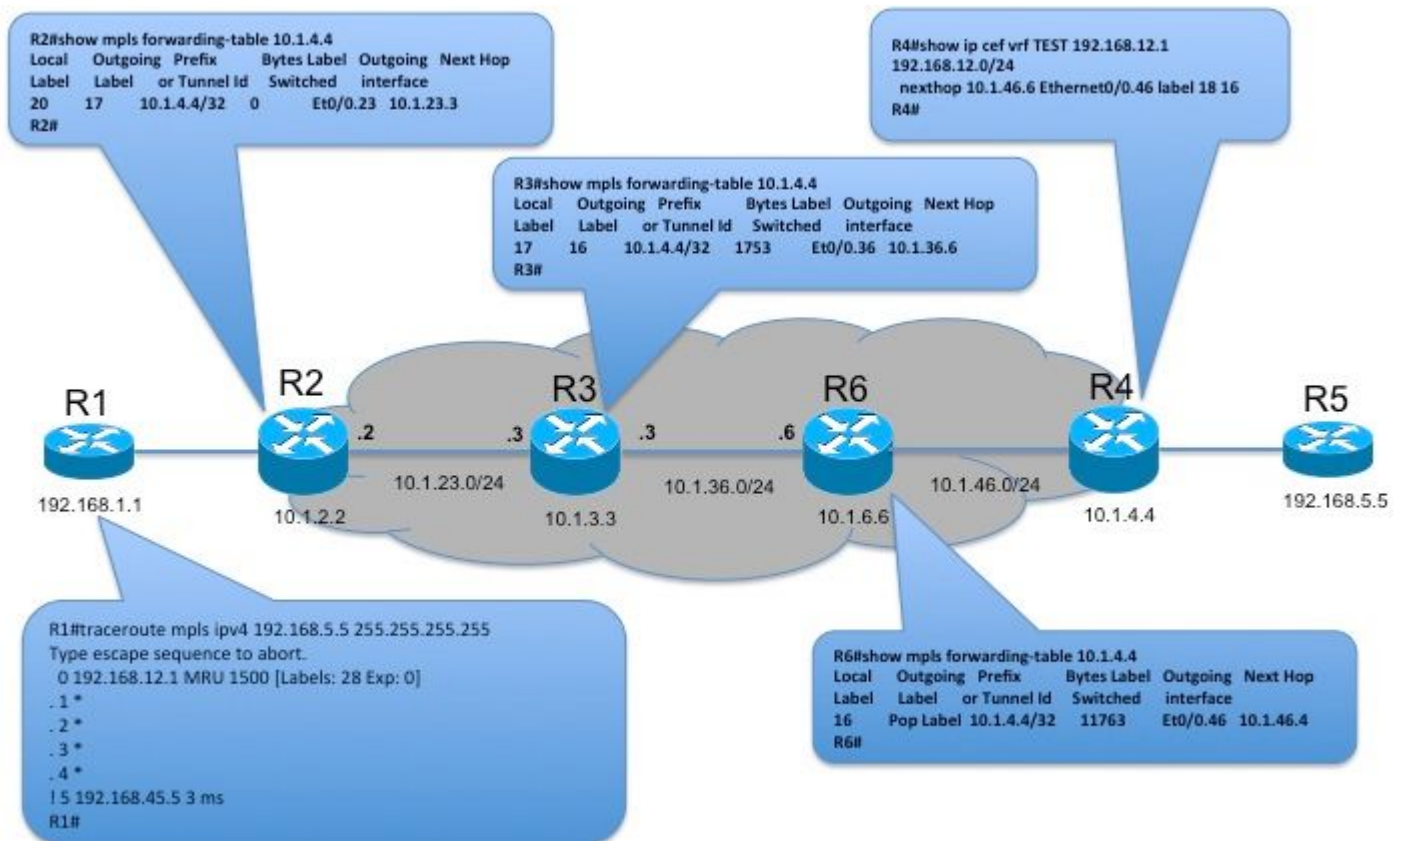 R2#show mpls forwarding-table 10.1.4.4
Local Outgoing Prefix Bytes Label Outgoing Next Hop
Label Label or Tunnel Id Switched interface
20 17 10.1.4.4/32 0 Et0/0.23 10.1.23.3
R2#
R4#show ip cef vrf TEST 192.168.12.1
192.168.12.0/24
nexthop 10.1.46.6 Ethernet0/0.46 label 18 16
R4#
R3#show mpls forwarding-table 10.1.4.4
Local Outgoing Prefix Bytes Label Outgoing Next Hop
Label Label or Tunnel Id Switched interface
17 16 10.1.4.4/32 1753 Et0/0.36 10.1.36.6
R3#
R1 R2 R3 R6 R4 R5
.2 .3 .3 .6
10.1.23.0/24 10.1.36.0/24 10.1.46.0/24
192.168.1.1 10.1.2.2 10.1.3.3 10.1.6.6 10.1.4.4 192.168.5.5
R1#traceroute mpls ipv4 192.168.5.5 255.255.255.255
Type escape sequence to abort.
0 192.168.12.1 MRU 1500 [Labels: 28 Exp: 0]
. 1 *
. 2 *
. 3 *
. 4 *
! 5 192.168.45.5 3 ms
R1#
R6#show mpls forwarding-table 10.1.4.4
Local Outgoing Prefix Bytes Label Outgoing Next Hop
Label Label or Tunnel Id Switched interface
16 Pop Label 10.1.4.4/32 11763 Et0/0.46 10.1.46.4
R6#